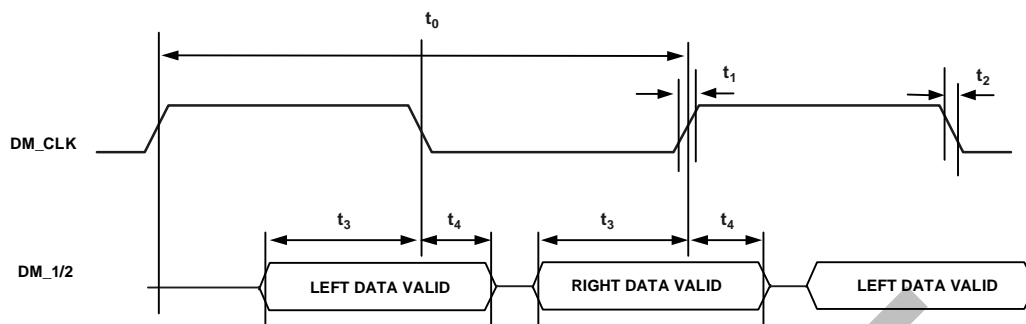 t0
t1
t2
DM_CLK
t3
t4
t3
t4
DM_1/2
LEFT DATA VALID
RIGHT DATA VALID
LEFT DATA VALID